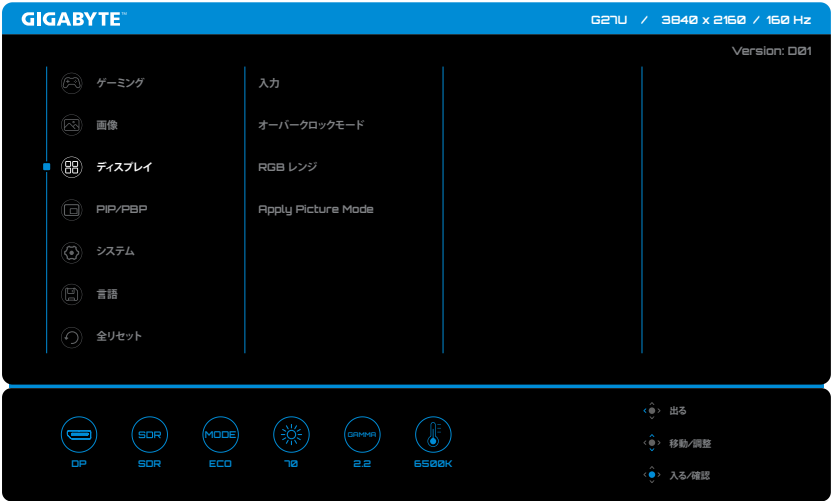 GIGABYTE™
G27U / 3840 x 2160 / 160 Hz
Version: D01
ゲーミング
画像
ディスプレイ
PIP/PBP
システム
言語
全リセット
入力
オーバークロックモード
RGB レンジ
Apply Picture Mode
DP
SDR
SDR
MODE
ECO
70
GAMMA
2.2
6500K
出る
移動/調整
入る/確認